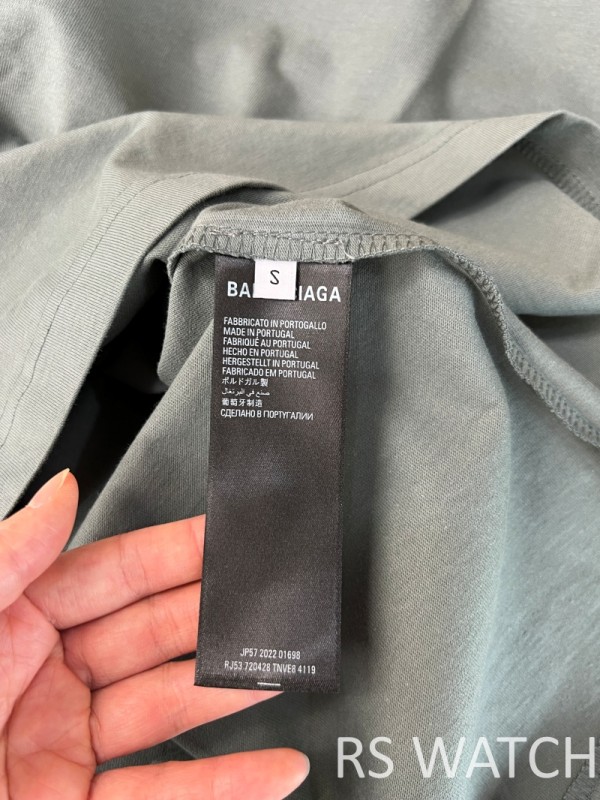 S
BAL IAGA
FABBRICATO IN PORTOGALLO
MADE IN PORTUGAL
FABRIQUÉ AU PORTUGAL
HECHO EN PORTUGAL
HERGESTELLT IN PORTUGAL
FABRICADO EM PORTUGAL
ポルトガル製
صنع في البرتغال
葡萄牙制造
СДЕЛАНО В ПОРТУГАЛИИ
JP57 2022 01698
RJ53 720428 TNVE8 4119
RS WATCH